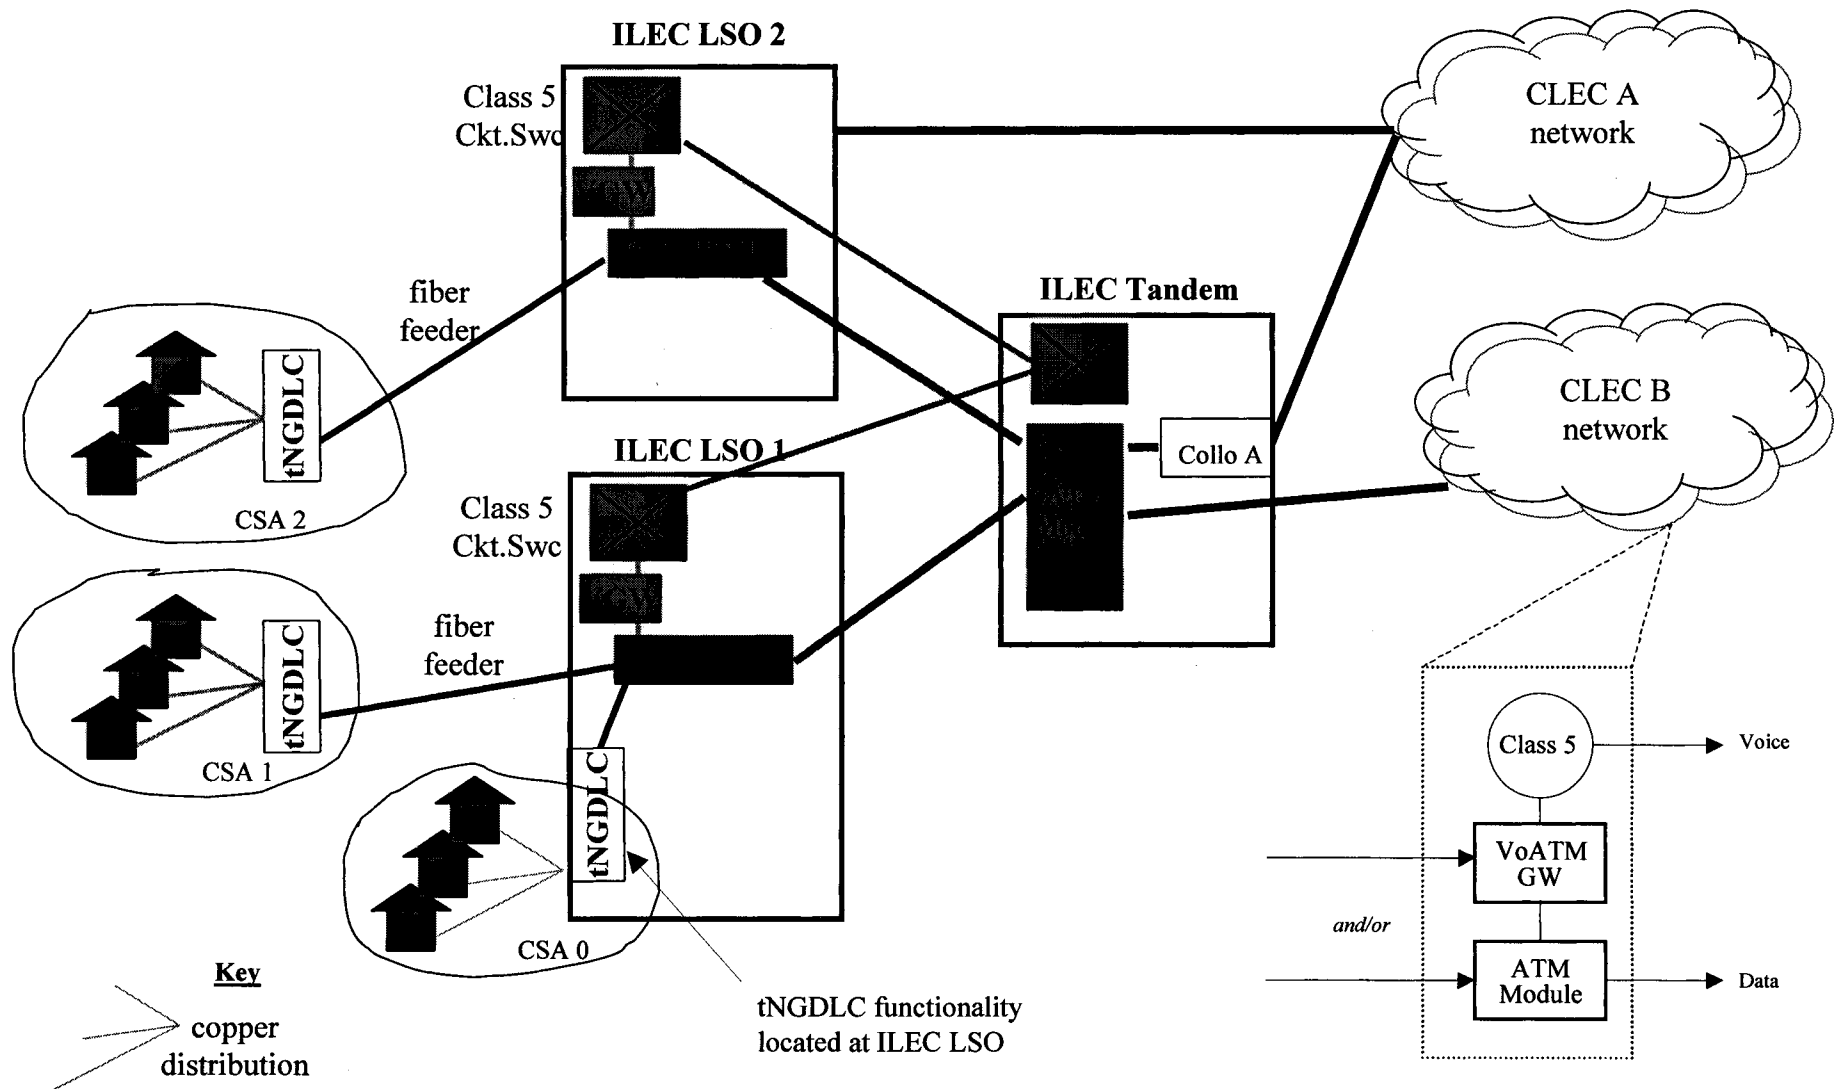 ILEC LSO 2
Class 5
Ckt.Swc
CLEC A
network
fiber
feeder
ILEC Tandem
tNGDLC
CSA 2
Collo A
CLEC B
network
ILEC LSO 1
Class 5
Ckt.Swc
fiber
feeder
tNGDLC
CSA 1
tNGDLC
CSA 0
Class 5
Voice
VoATM
GW
and/or
ATM
Module
Data
Key
copper
distribution
tNGDLC functionality
located at ILEC LSO